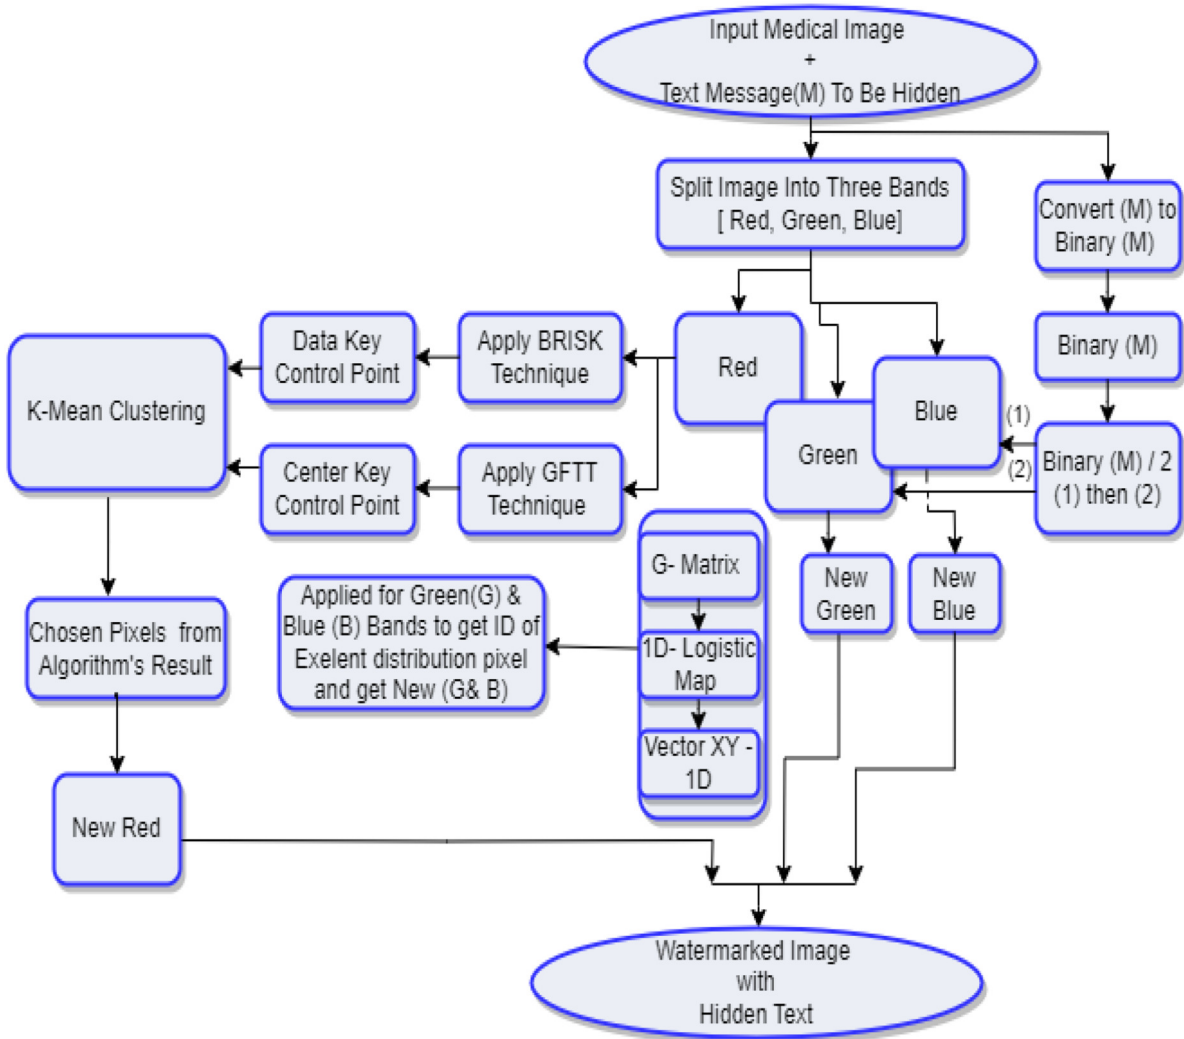 Input Medical Image
+
Text Message(M) To Be Hidden
Split Image Into Three Bands
[ Red, Green, Blue]
Convert (M) to
Binary (M)
Binary (M)
Binary (M) / 2
(1) then (2)
(1)
(2)
Red
Green
Blue
Apply BRISK
Technique
Data Key
Control Point
Apply GFTT
Technique
Center Key
Control Point
K-Mean Clustering
Chosen Pixels from
Algorithm's Result
New Red
G- Matrix
1D- Logistic
Map
Vector XY -
1D
Applied for Green(G) &
Blue (B) Bands to get ID of
Exelent distribution pixel
and get New (G& B)
New
Green
New
Blue
Watermarked Image
with
Hidden Text